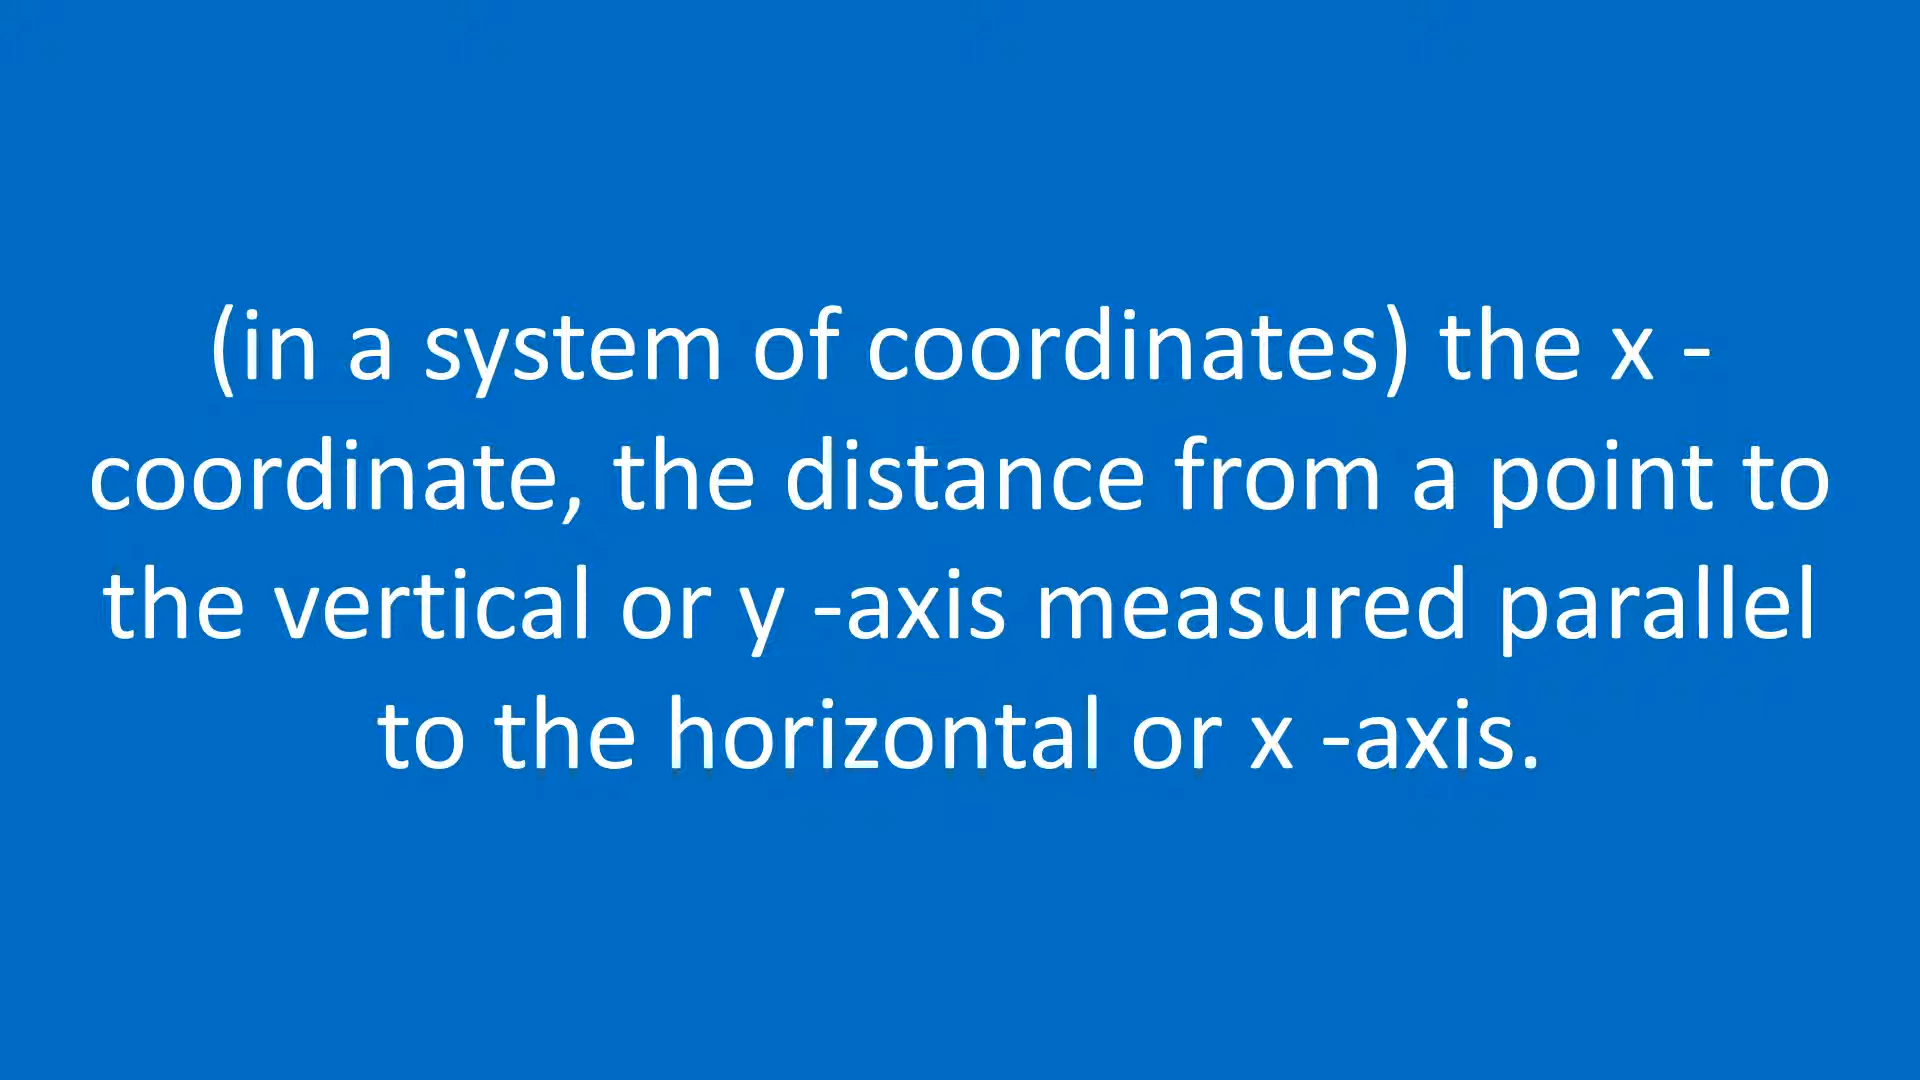 (in a system of coordinates) the x -
coordinate, the distance from a point to
the vertical or y -axis measured parallel
to the horizontal or x -axis.